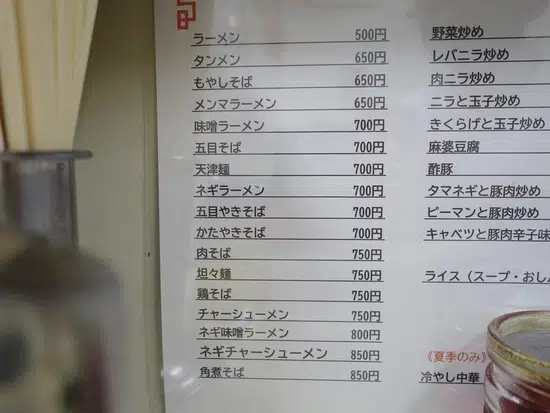 ラーメン 500円
タンメン 650円
もやしそば 650円
メンマラーメン 650円
味噌ラーメン 700円
五目そば 700円
天津麺 700円
ネギラーメン 700円
五目やきそば 700円
かたやきそば 700円
肉そば 750円
坦々麺 750円
鶏そば 750円
チャーシューメン 750円
ネギ味噌ラーメン 800円
ネギチャーシューメン 850円
角煮そば 850円
野菜炒め
レバニラ炒め
肉ニラ炒め
ニラと玉子炒め
きくらげと玉子炒め
麻婆豆腐
酢豚
タマネギと豚肉炒め
ピーマンと豚肉炒め
キャベツと豚肉辛子味
ライス（スープ・おしん
《夏季のみ》
冷やし中華